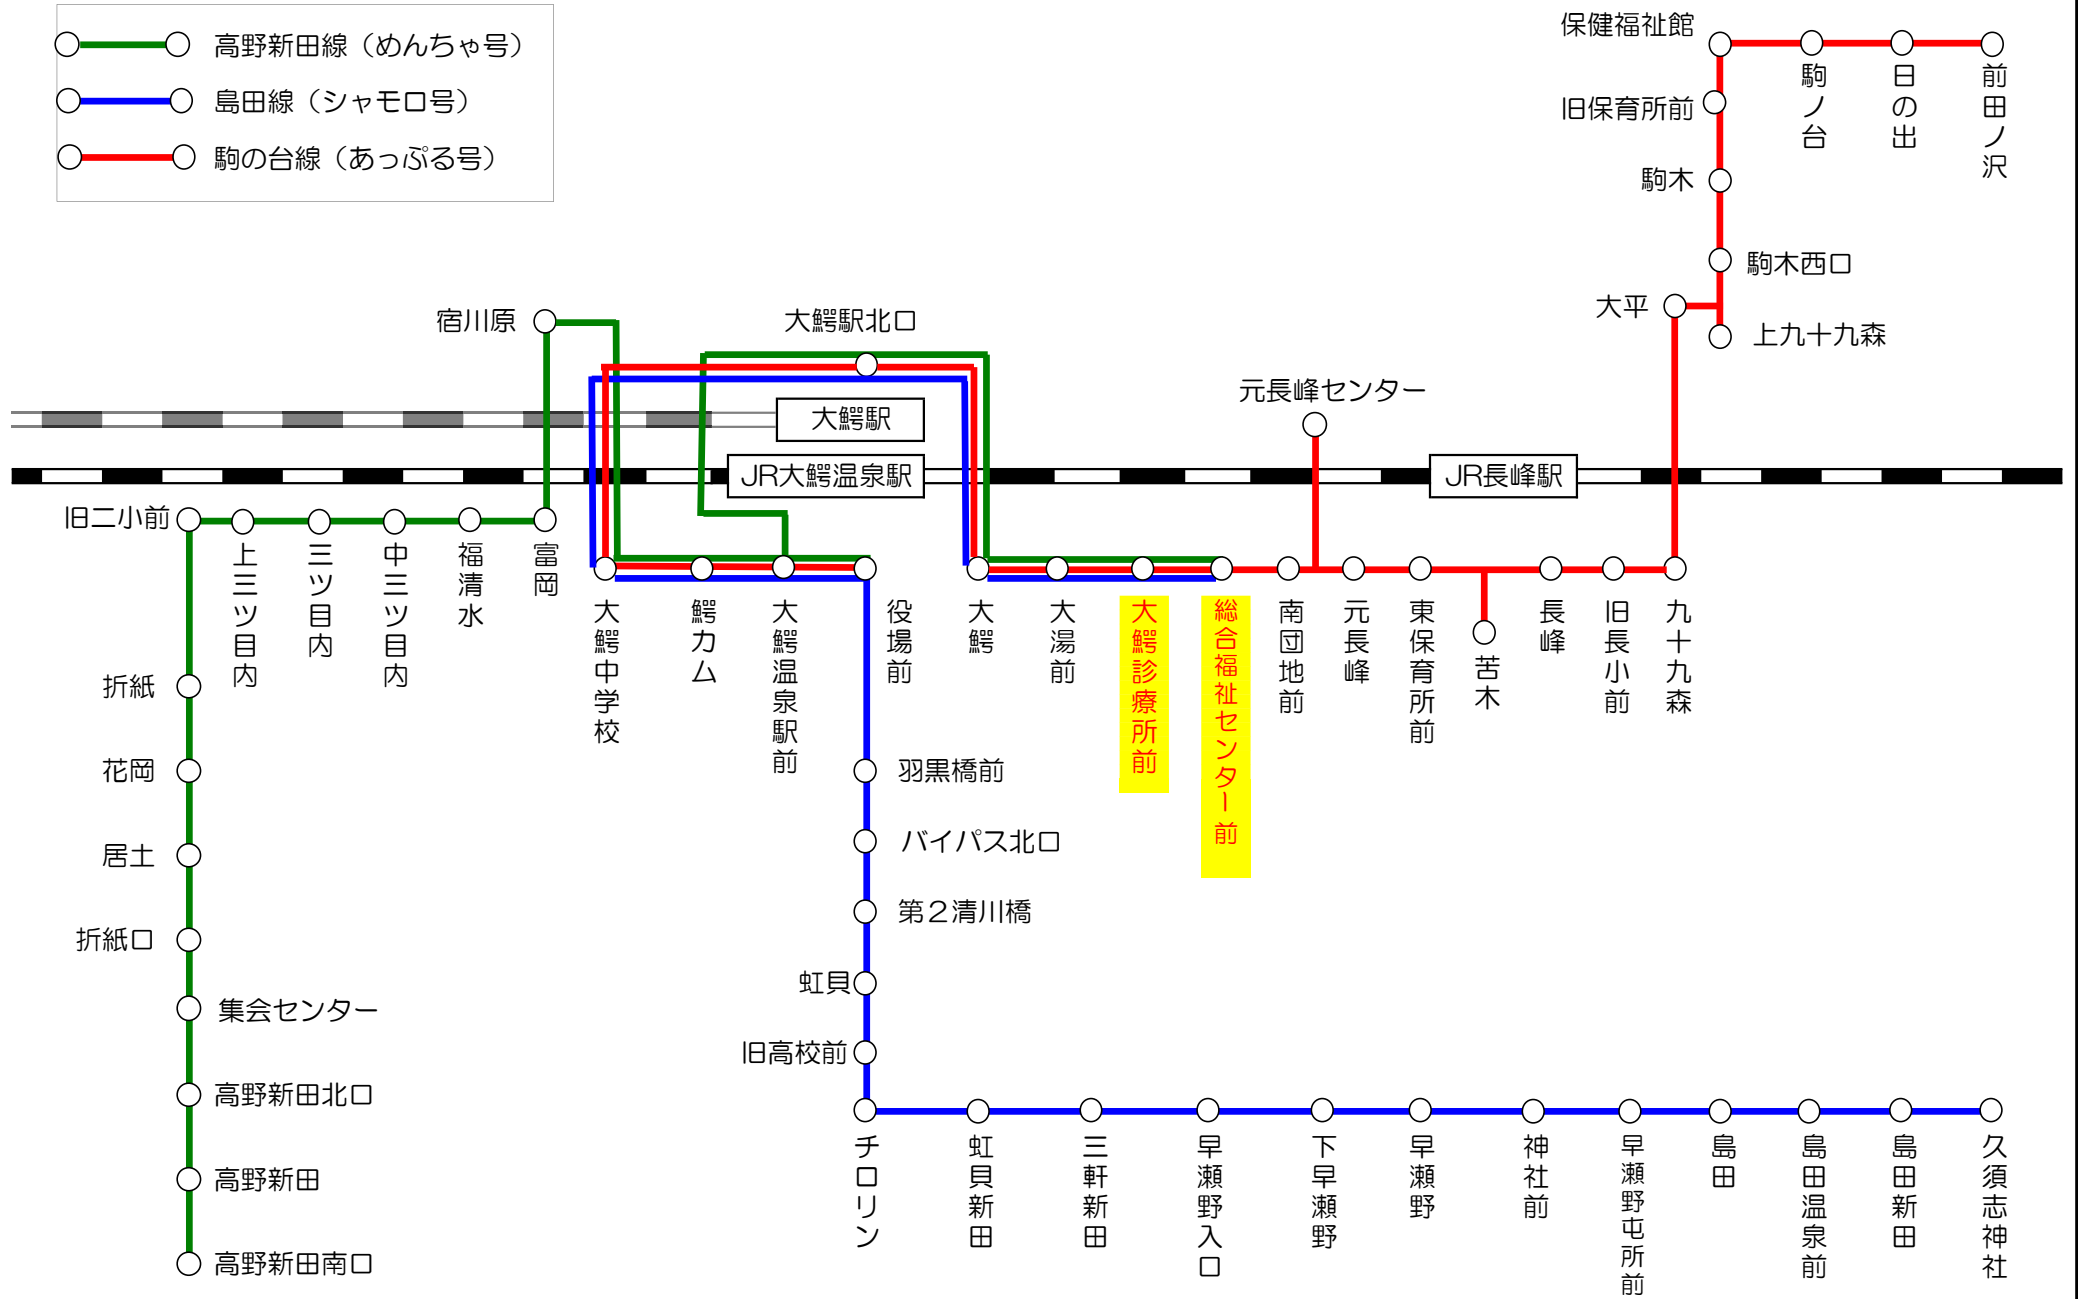 高野新田線（めんちゃ号）
島田線（シャモロ号）
駒の台線（あっぷる号）
保健福祉館
駒ノ台
日の出
前田ノ沢
旧保育所前
駒木
駒木西口
大平
上九十九森
宿川原
大鰐駅北口
元長峰センター
大鰐駅
JR大鰐温泉駅
JR長峰駅
旧二小前
上三ツ目内
三ツ目内
中三ツ目内
福清水
富岡
大鰐中学校
鰐カム
大鰐温泉駅前
役場前
大鰐
大湯前
大鰐診療所前
総合福祉センター前
南団地前
元長峰
東保育所前
苦木
長峰
旧長小前
九十九森
折紙
花岡
居土
折紙口
集会センター
高野新田北口
高野新田
高野新田南口
羽黒橋前
バイパス北口
第２清川橋
虹貝
旧高校前
チロリン
虹貝新田
三軒新田
早瀬野入口
下早瀬野
早瀬野
神社前
早瀬野屯所前
島田
島田温泉前
島田新田
久須志神社